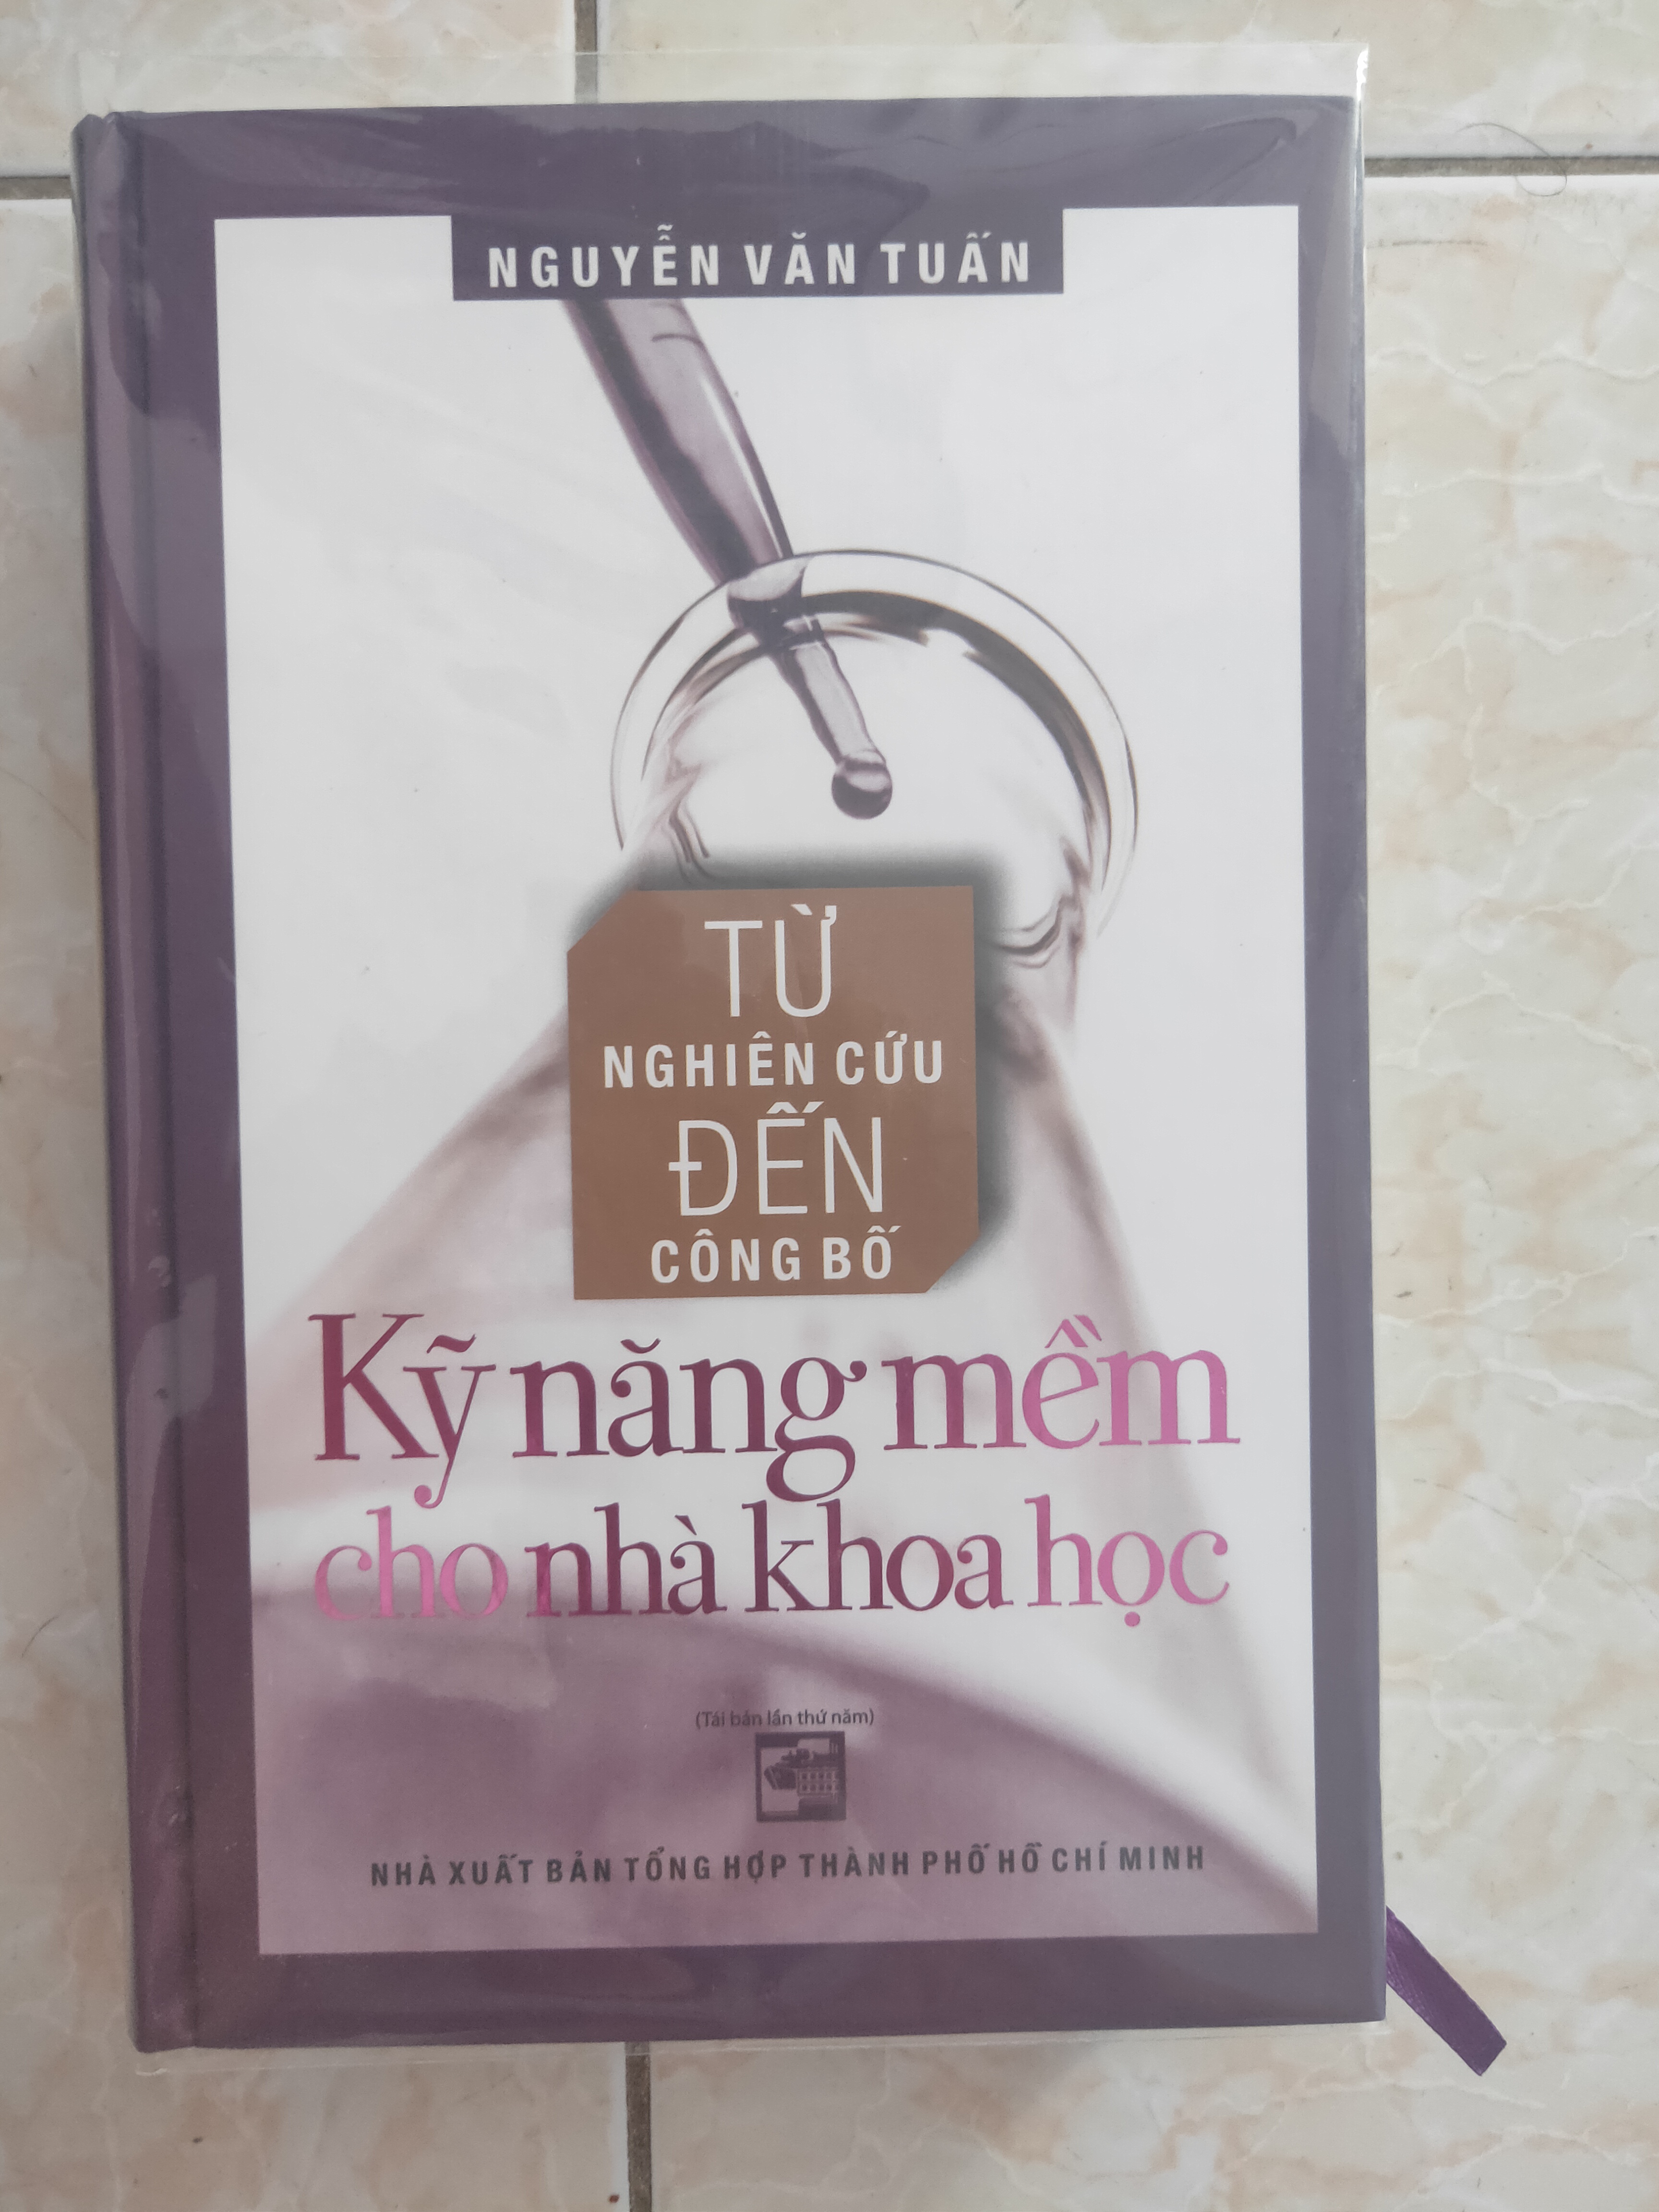 NGUYỄN VĂN TUẤN
TỪ
NGHIÊN CỨU
ĐẾN
CÔNG BỐ
Kỹ năng mềm
cho nhà khoa học
(Tái bản lần thứ năm)
NHÀ XUẤT BẢN TỔNG HỢP THÀNH PHỐ HỒ CHÍ MINH